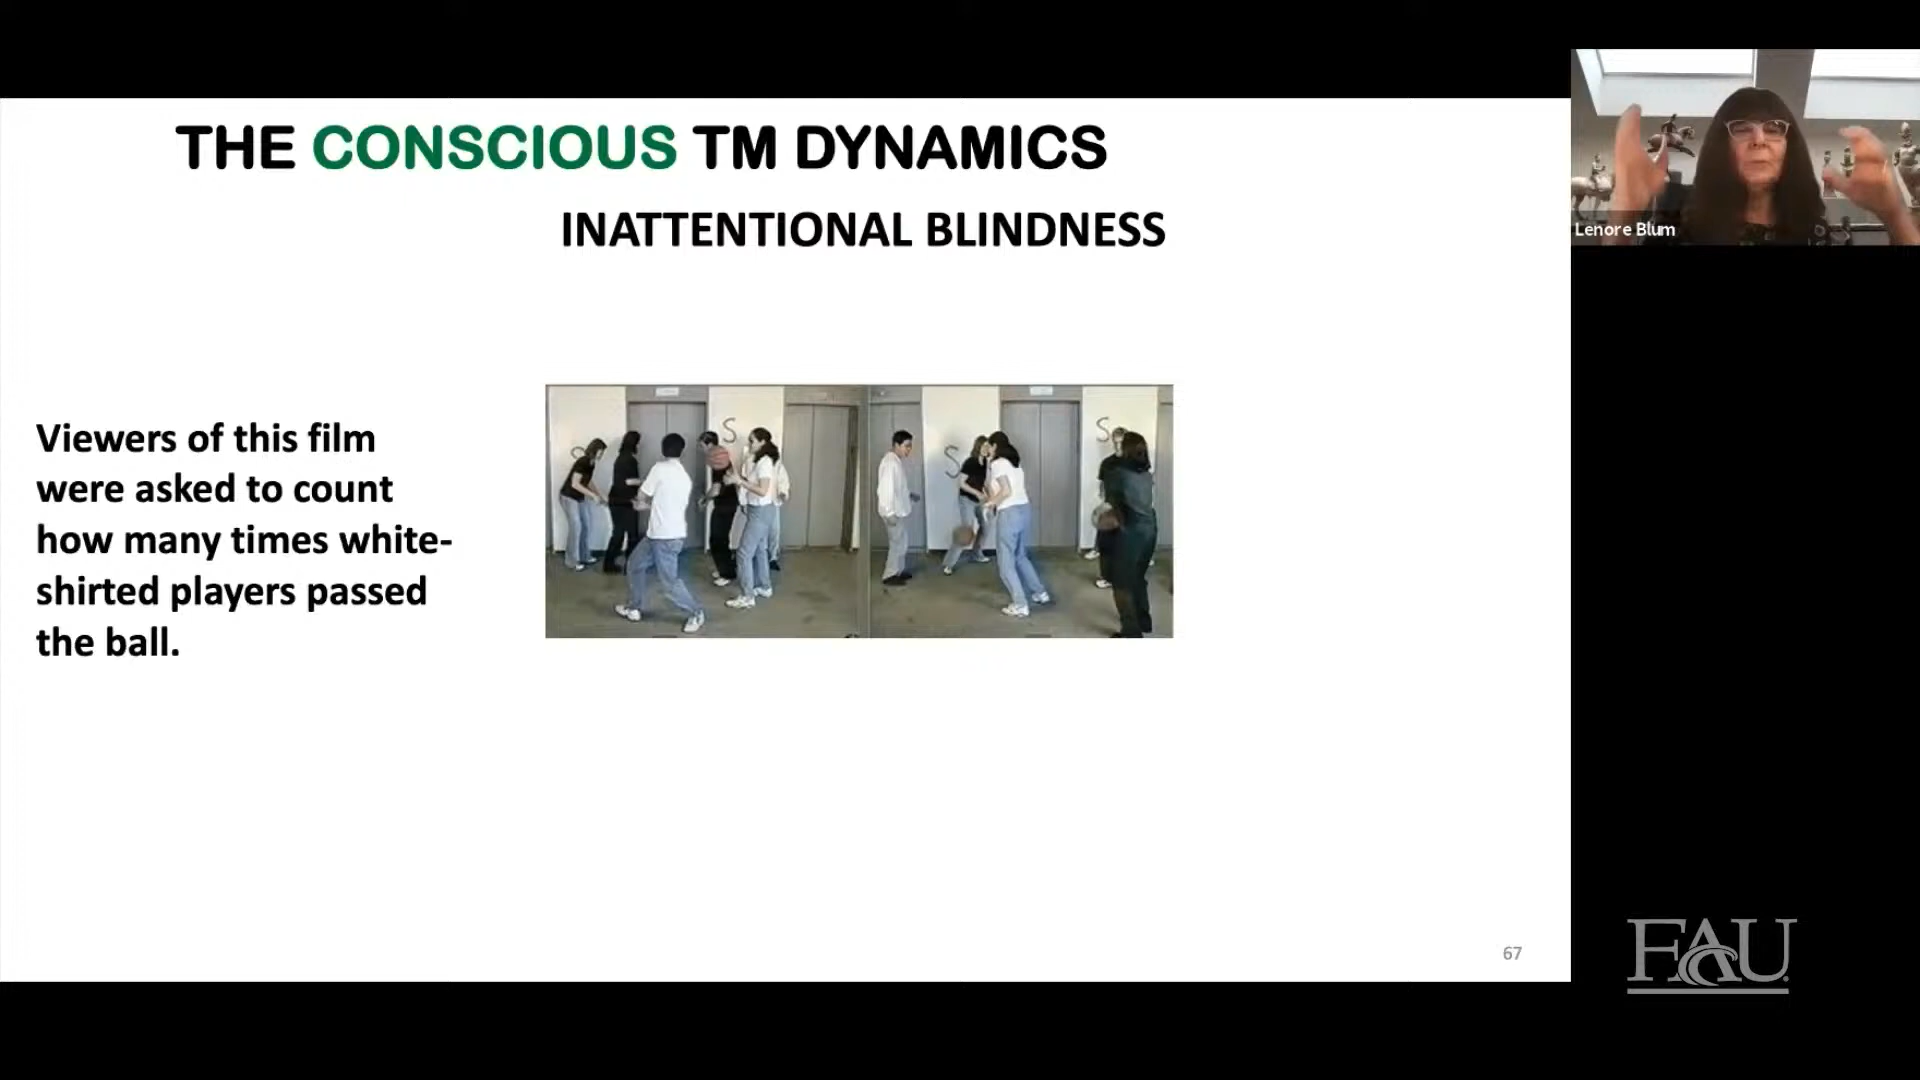 THE CONSCIOUS TM DYNAMICS
INATTENTIONAL BLINDNESS
Viewers of this film
were asked to count
how many times white-
shirted players passed
the ball.
S
S
S
S
67
Lenore Blum
FAU